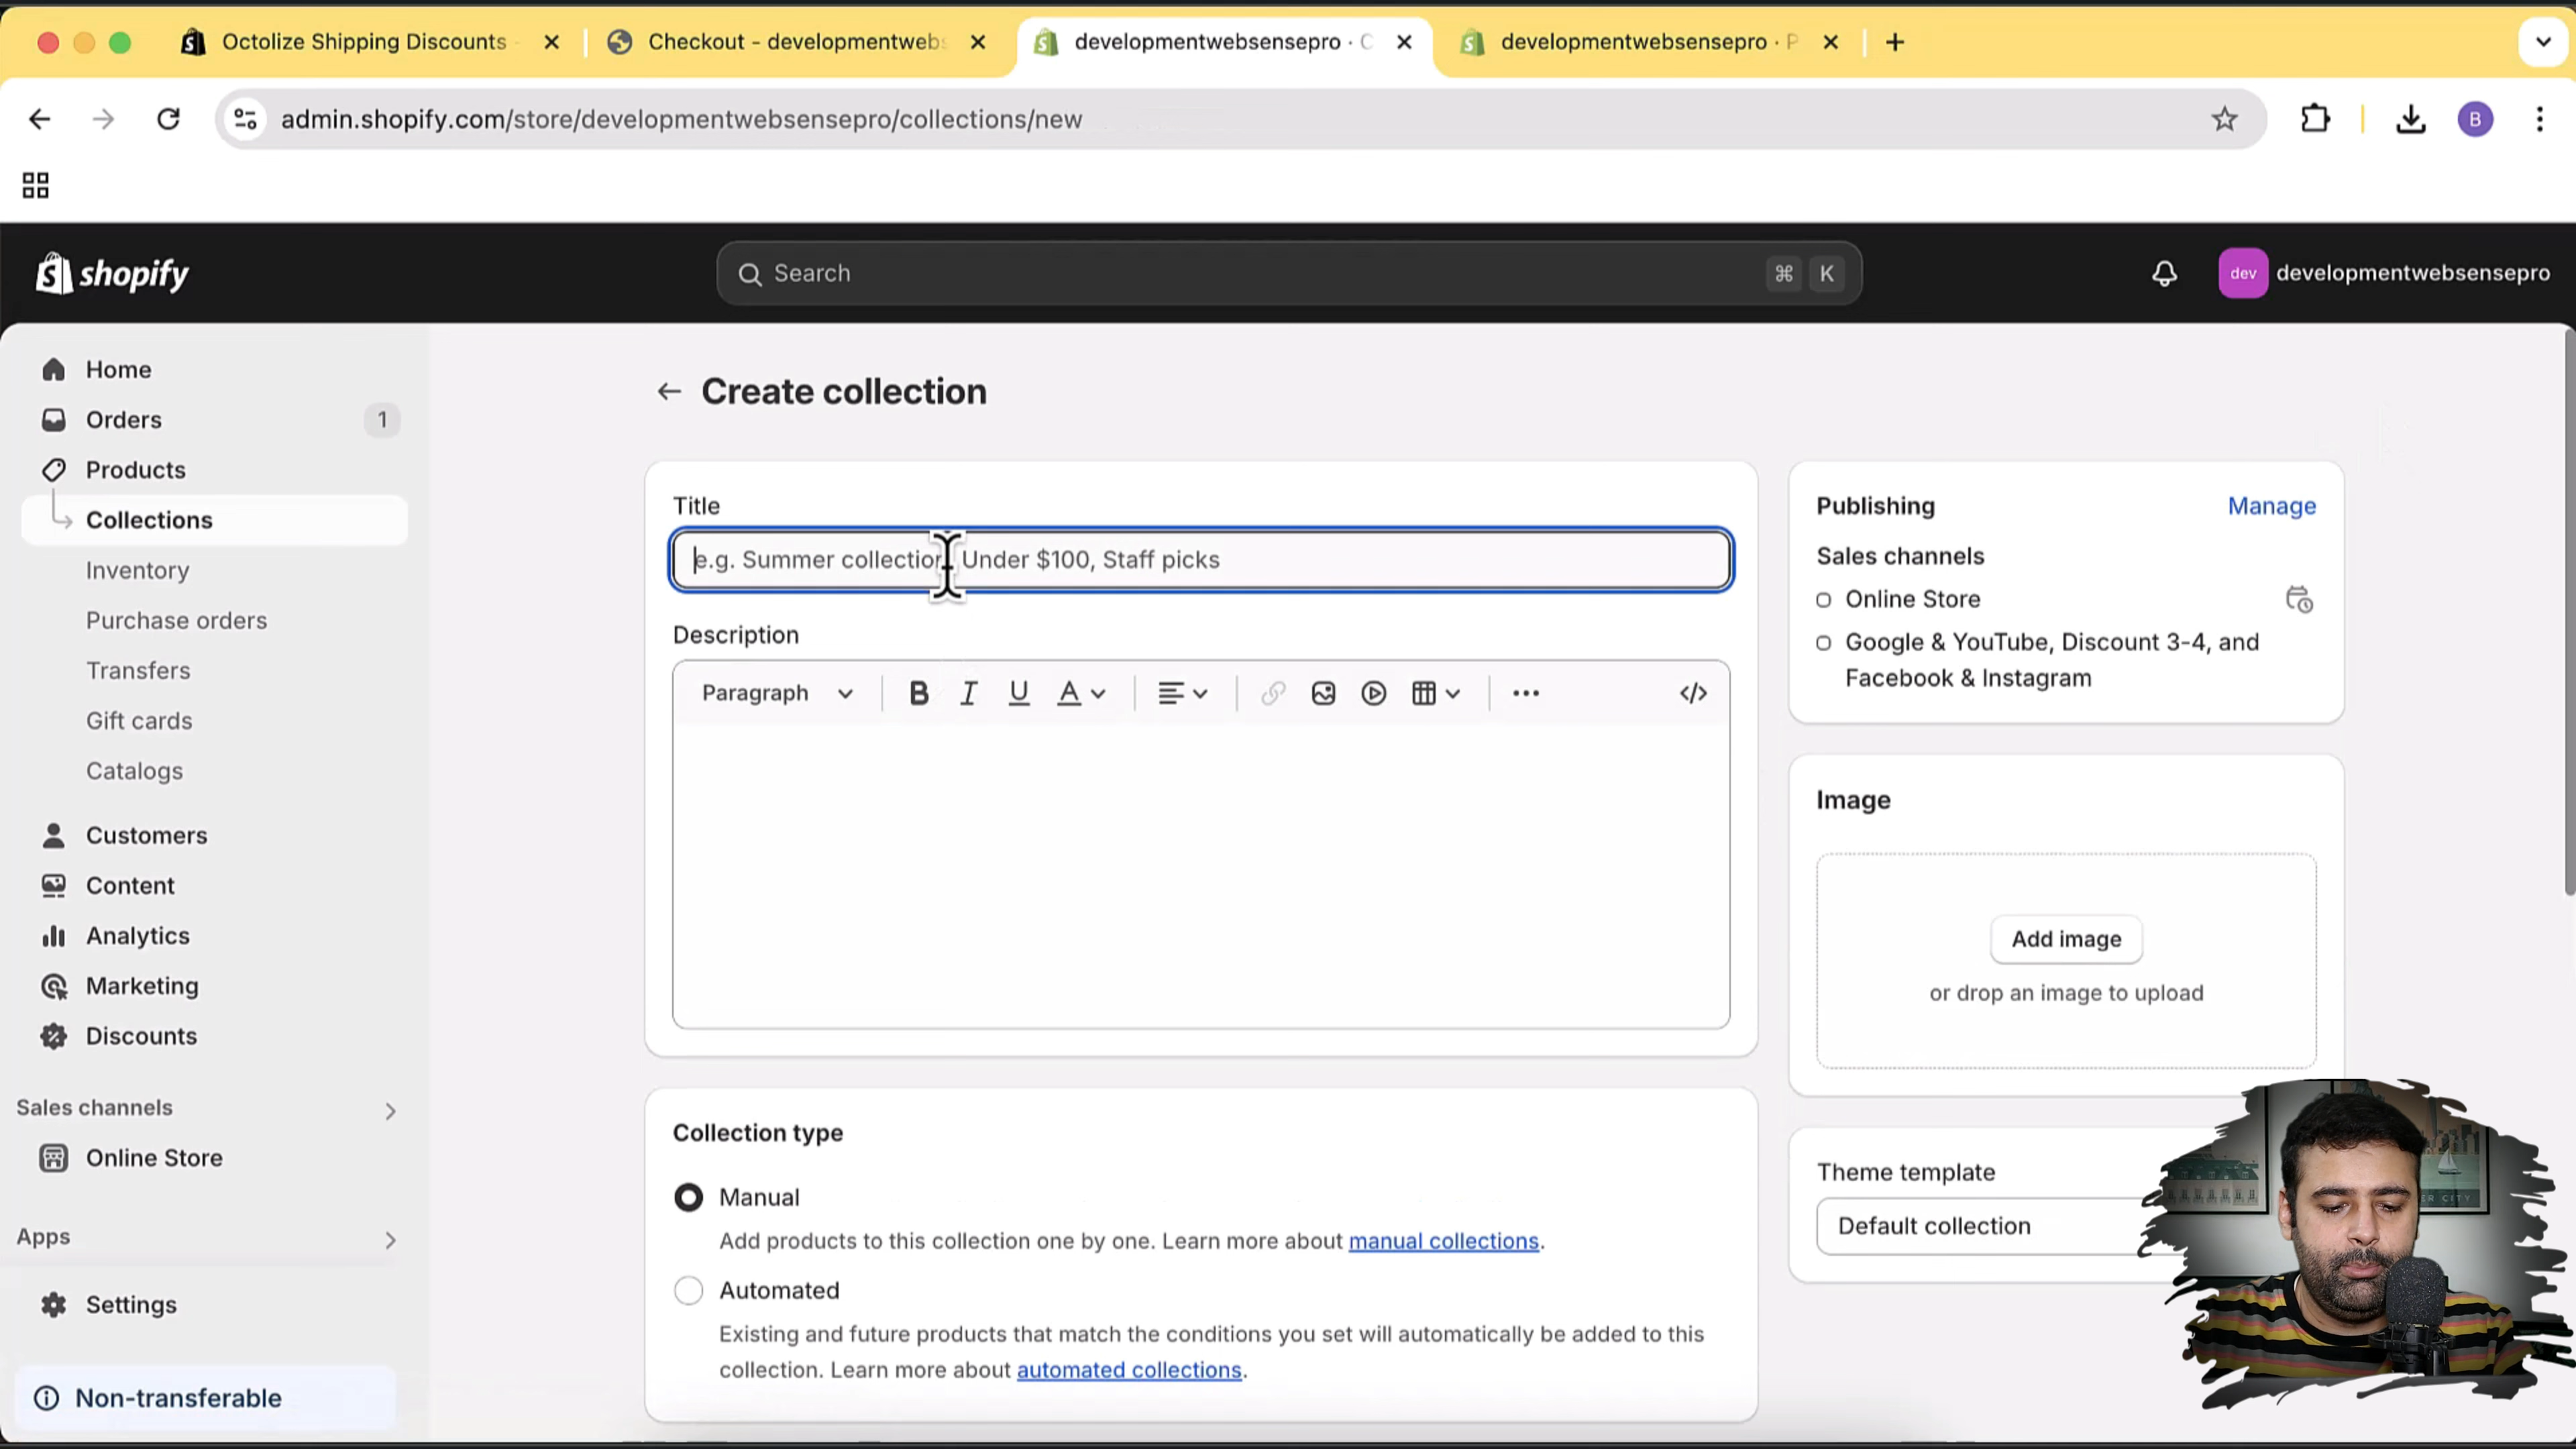 Octolize Shipping Discounts
Checkout - developmentwebs
developmentwebsensepro · C
developmentwebsensepro · P
admin.shopify.com/store/developmentwebsensepro/collections/new
B
shopify
Search
⌘ K
dev developmentwebsensepro
Home
Orders 1
Products
Collections
Inventory
Purchase orders
Transfers
Gift cards
Catalogs
Customers
Content
Analytics
Marketing
Discounts
Sales channels
Online Store
Apps
Settings
Non-transferable
Create collection
Title
e.g. Summer collection, Under $100, Staff picks
Description
Paragraph B I U A
Collection type
Manual
Add products to this collection one by one. Learn more about manual collections.
Automated
Existing and future products that match the conditions you set will automatically be added to this
collection. Learn more about automated collections.
Publishing Manage
Sales channels
Online Store
Google & YouTube, Discount 3-4, and
Facebook & Instagram
Image
Add image
or drop an image to upload
Theme template
Default collection
ER CITY